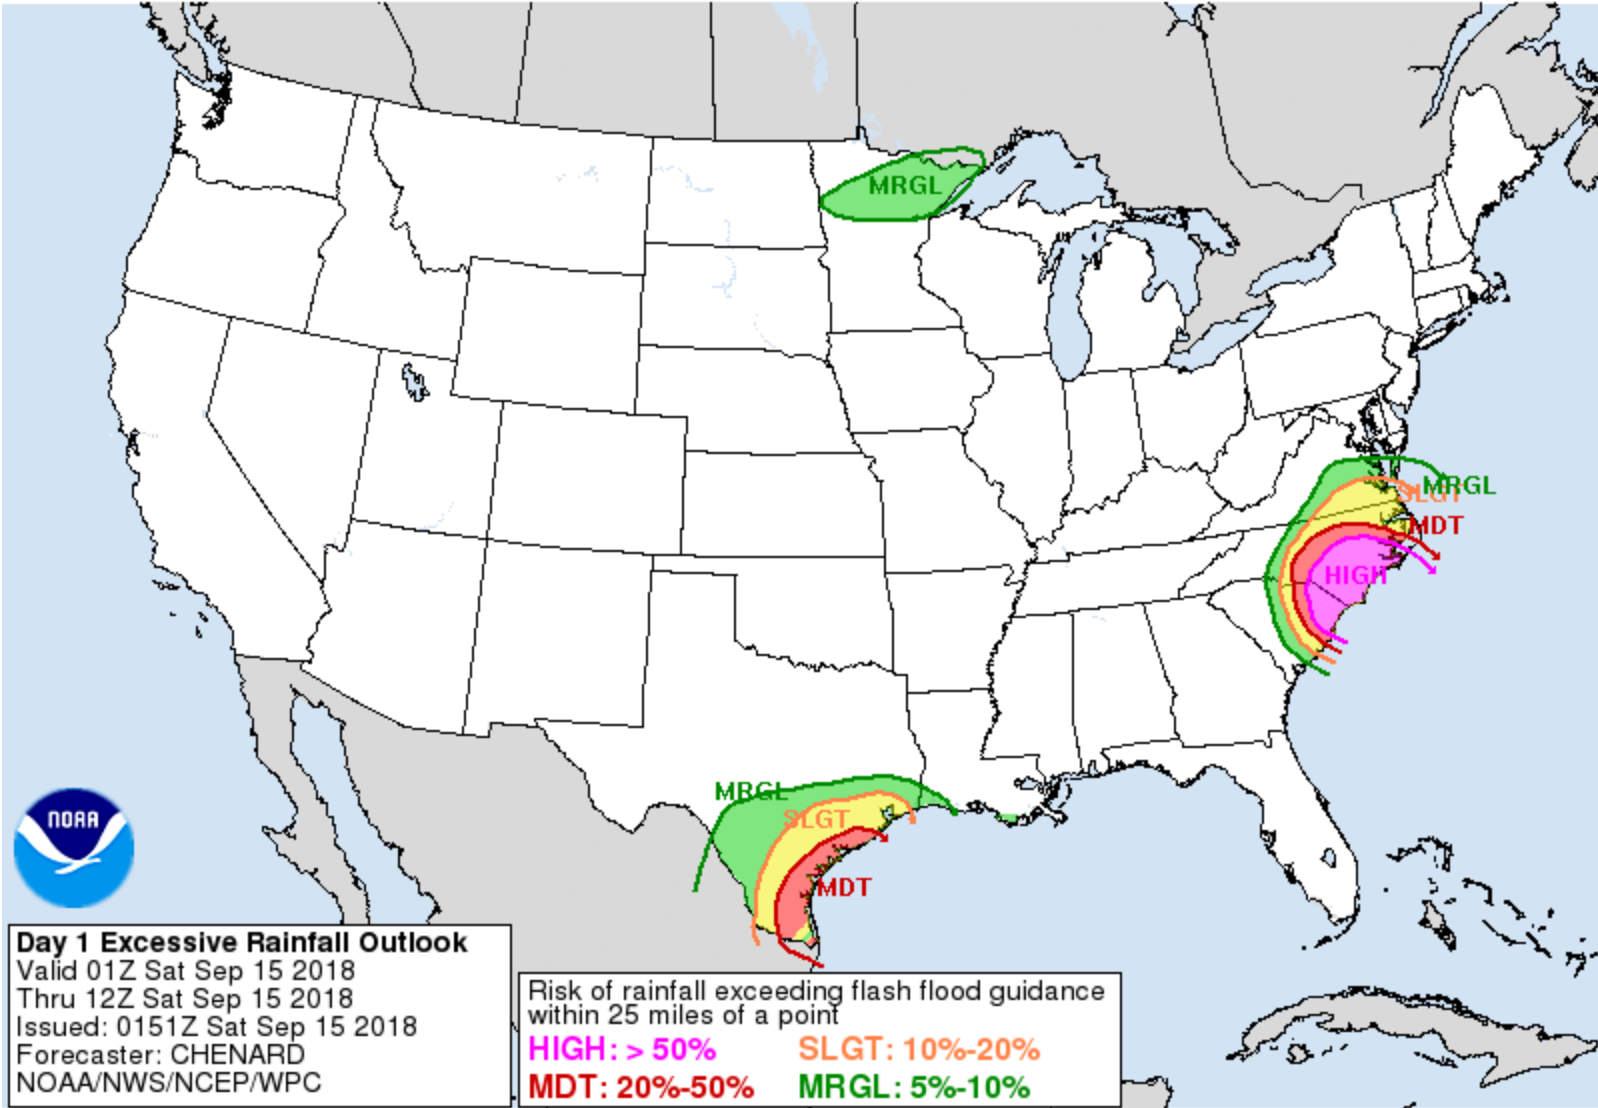 MRGL
MRGL
SLGT
MDT
HIGH
MRGL
SLGT
MDT
NOAA
Day 1 Excessive Rainfall Outlook
Valid 01Z Sat Sep 15 2018
Thru 12Z Sat Sep 15 2018
Issued: 0151Z Sat Sep 15 2018
Forecaster: CHENARD
NOAA/NWS/NCEP/WPC
Risk of rainfall exceeding flash flood guidance
within 25 miles of a point
HIGH: > 50% SLGT: 10%-20%
MDT: 20%-50% MRGL: 5%-10%